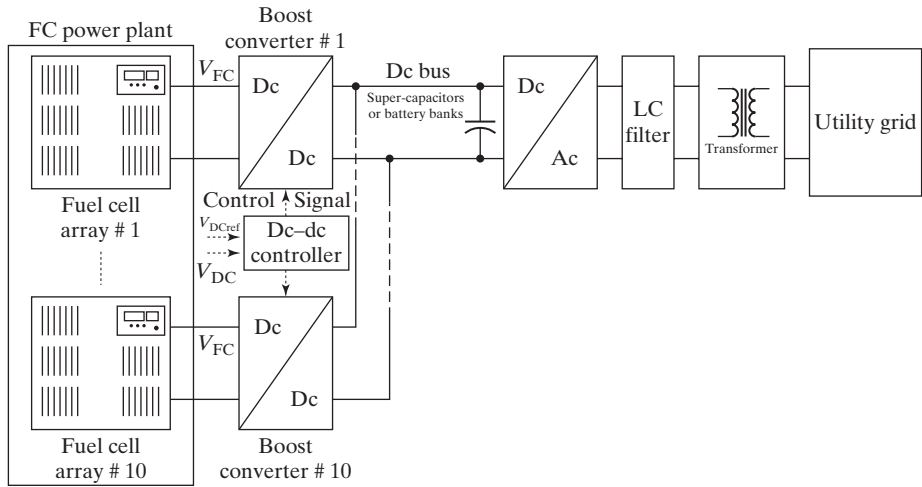 FC power plant
Boost
converter # 1
V_FC
Dc
Dc
Dc bus
Super-capacitors
or battery banks
Dc
Ac
LC
filter
Transformer
Utility grid
Fuel cell
array # 1
Control Signal
V_DCref
V_DC
Dc–dc
controller
V_FC
Dc
Dc
Fuel cell
array # 10
Boost
converter # 10